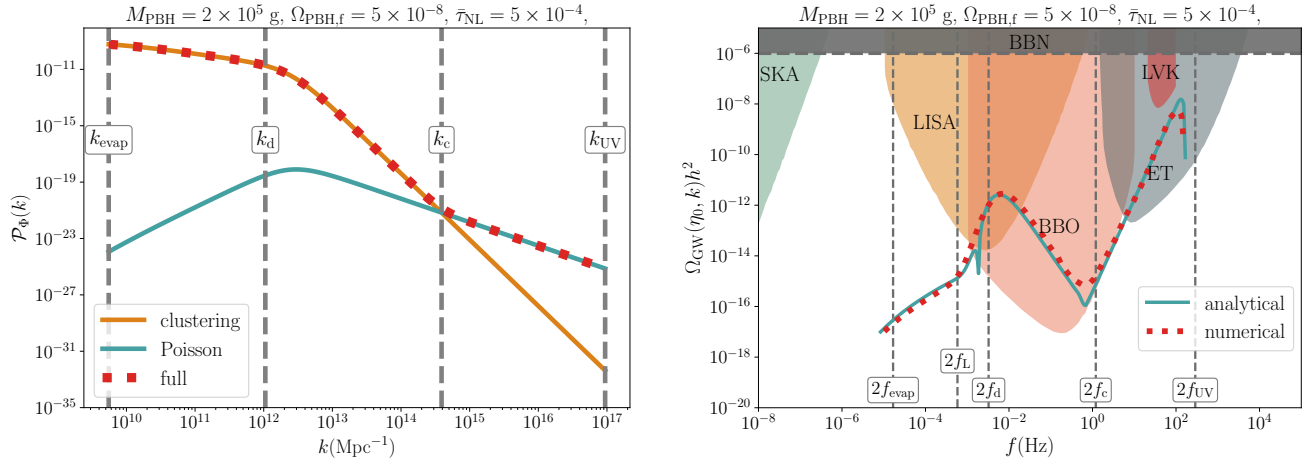 M_PBH = 2 × 10^5 g, Ω_PBH,f = 5 × 10^−8, τ̄_NL = 5 × 10^−4,
10^−11
10^−15
10^−19
10^−23
10^−27
10^−31
10^−35
P_Φ(k)
k_evap
k_d
k_c
k_UV
clustering
Poisson
full
10^10
10^11
10^12
10^13
10^14
10^15
10^16
10^17
k(Mpc^−1)
M_PBH = 2 × 10^5 g, Ω_PBH,f = 5 × 10^−8, τ̄_NL = 5 × 10^−4,
10^−6
10^−8
10^−10
10^−12
10^−14
10^−16
10^−18
10^−20
Ω_GW(η_0, k)h^2
BBN
SKA
LVK
LISA
ET
BBO
analytical
numerical
2f_evap
2f_L
2f_d
2f_c
2f_UV
10^−8
10^−6
10^−4
10^−2
10^0
10^2
10^4
f(Hz)